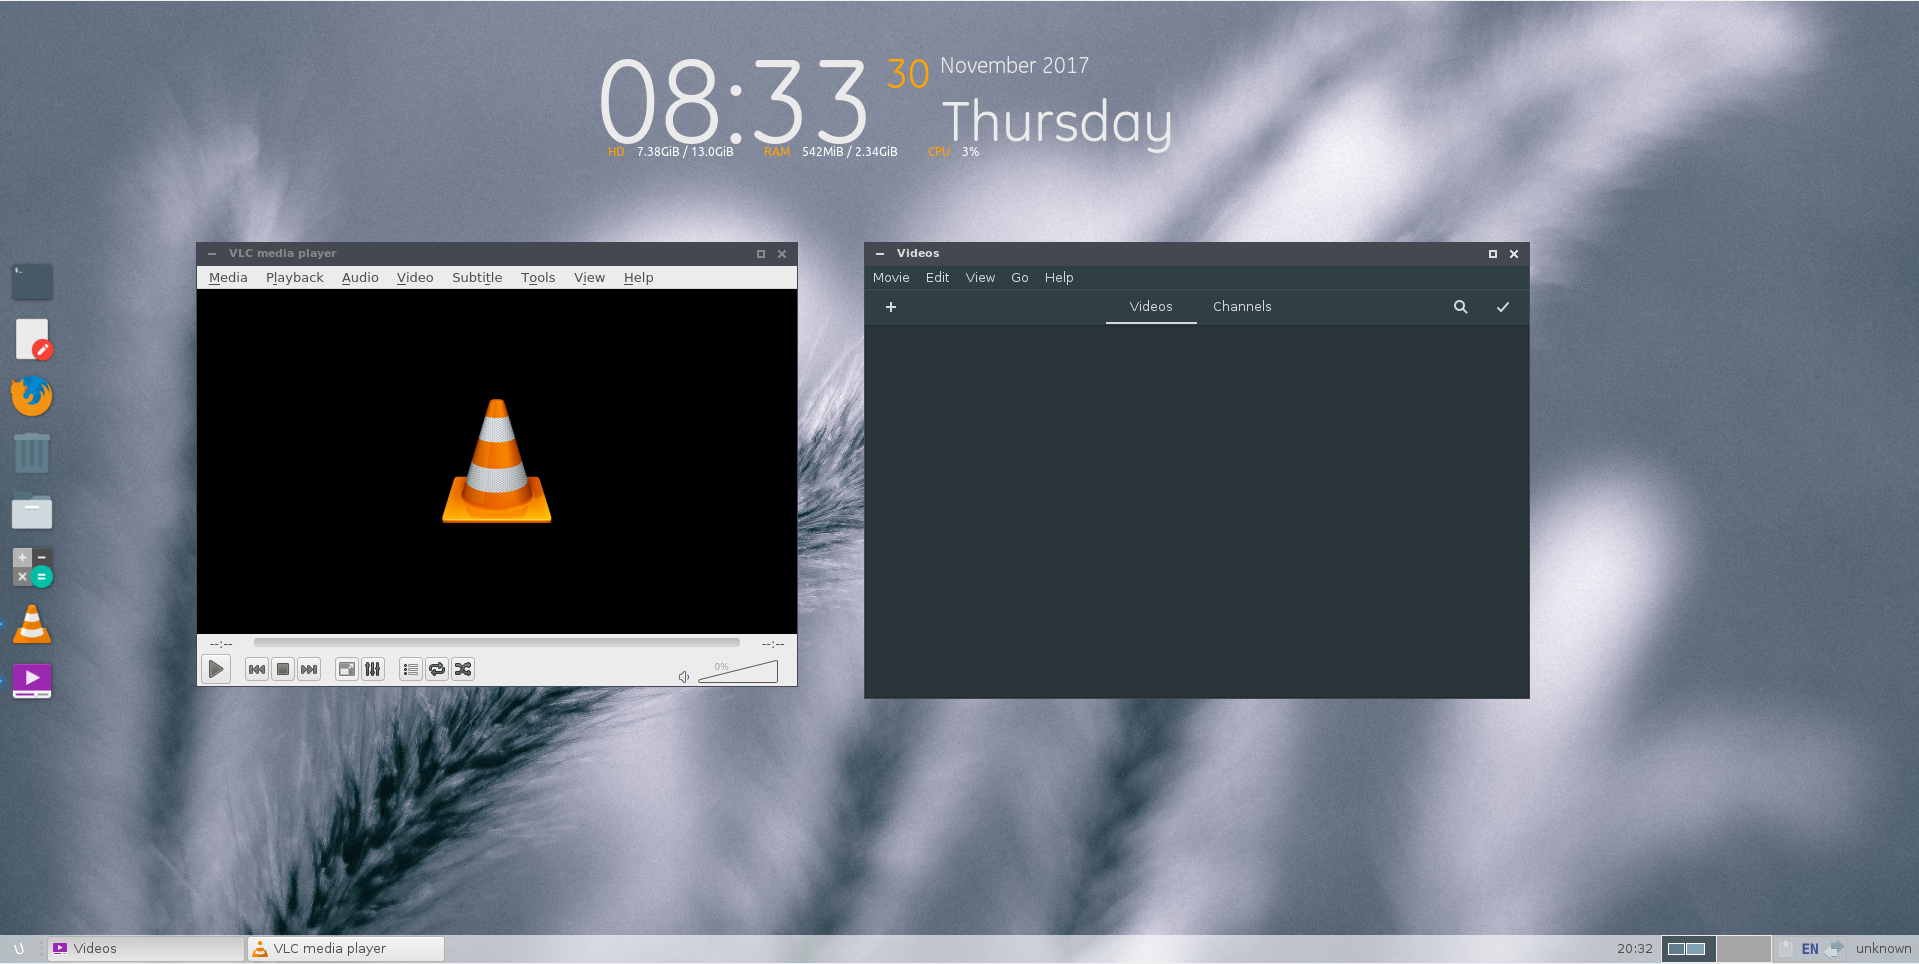 08:33 30 November 2017
Thursday
HD 7.38GiB / 13.0GiB RAM 542MiB / 2.34GiB CPU 3%
VLC media player
Media Playback Audio Video Subtitle Tools View Help
--:-- --:--
0%
Videos
Movie Edit View Go Help
+ Videos Channels
Videos VLC media player 20:32 EN unknown